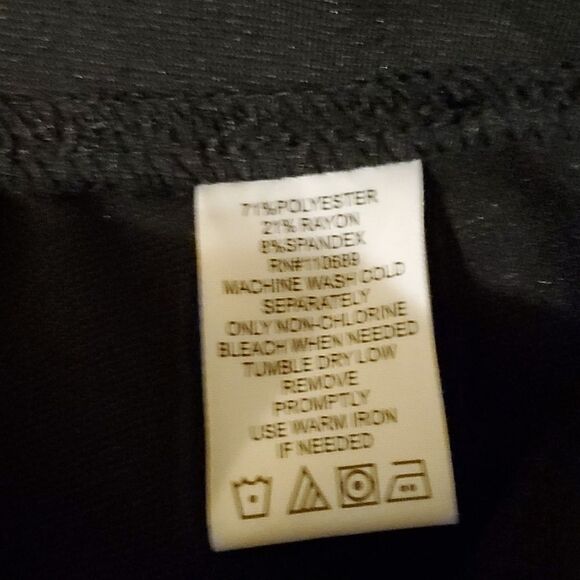 71%POLYESTER
21% RAYON
8%SPANDEX
RN#110689
MACHINE WASH COLD
SEPARATELY
ONLY NON-CHLORINE
BLEACH WHEN NEEDED
TUMBLE DRY LOW
REMOVE
PROMPTLY
USE WARM IRON
IF NEEDED